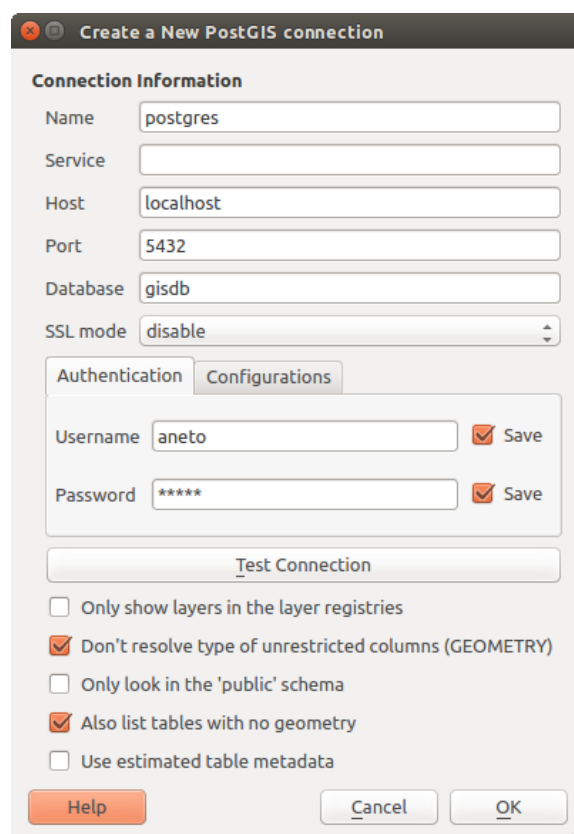 Create a New PostGIS connection
Connection Information
Name postgres
Service
Host localhost
Port 5432
Database gisdb
SSL mode disable
Authentication Configurations
Username aneto Save
Password ***** Save
Test Connection
Only show layers in the layer registries
Don't resolve type of unrestricted columns (GEOMETRY)
Only look in the 'public' schema
Also list tables with no geometry
Use estimated table metadata
Help Cancel OK